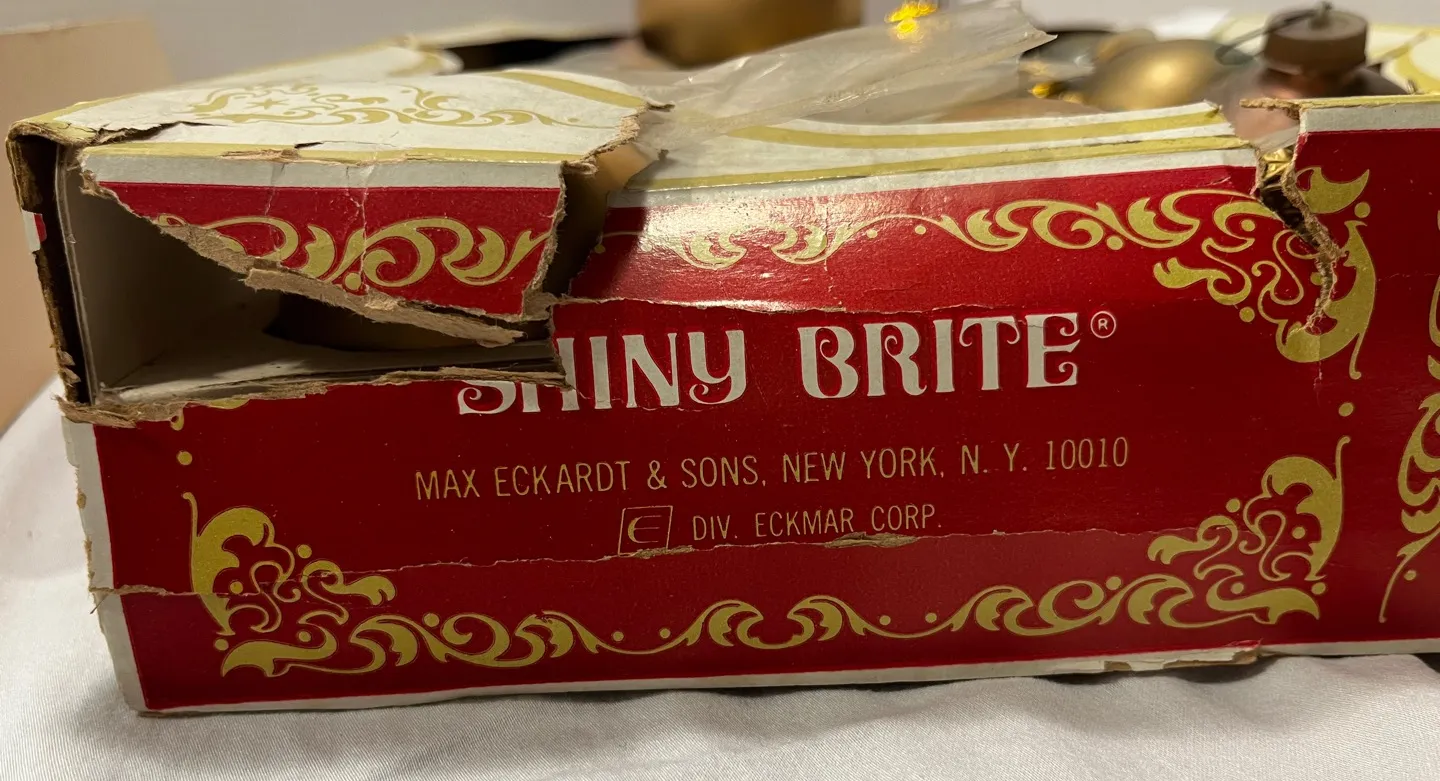 SHINY BRITE®
MAX ECKARDT & SONS, NEW YORK, N. Y. 10010
E DIV. ECKMAR CORP.